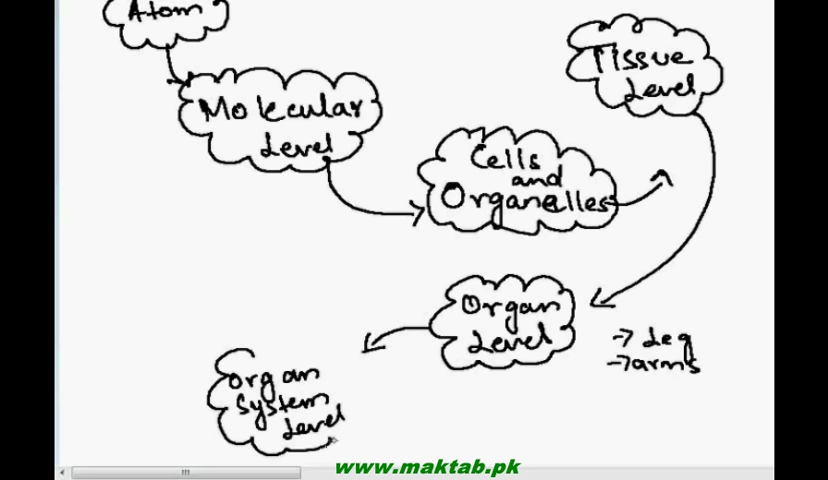 Atom
Molecular
Level
Tissue
Level
Cells
and
Organelles
Organ
Level
→ Leg
→ arms
Organ
System
Level
www.maktab.pk